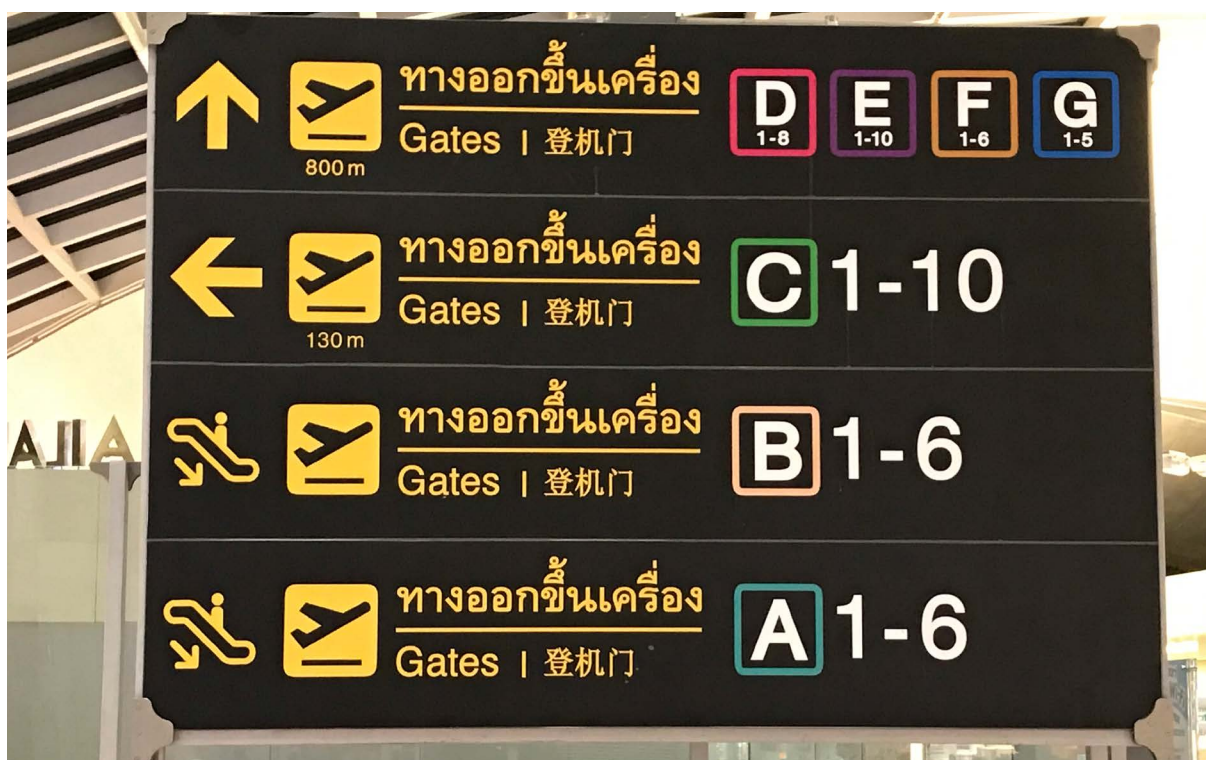 ทางออกขึ้นเครื่อง
Gates | 登机门
800 m
D E F G
1-8 1-10 1-6 1-5
ทางออกขึ้นเครื่อง
Gates | 登机门
130 m
C 1-10
ทางออกขึ้นเครื่อง
Gates | 登机门
B 1-6
ทางออกขึ้นเครื่อง
Gates | 登机门
A 1-6